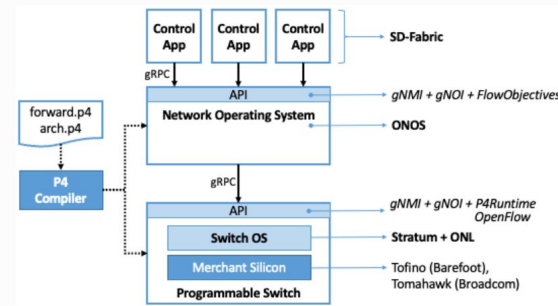 Control App
Control App
Control App
SD-Fabric
gRPC
API
gNMI + gNOI + FlowObjectives
Network Operating System
ONOS
forward.p4
arch.p4
P4
Compiler
gRPC
API
gNMI + gNOI + P4Runtime
OpenFlow
Switch OS
Stratum + ONL
Merchant Silicon
Tofino (Barefoot),
Tomahawk (Broadcom)
Programmable Switch